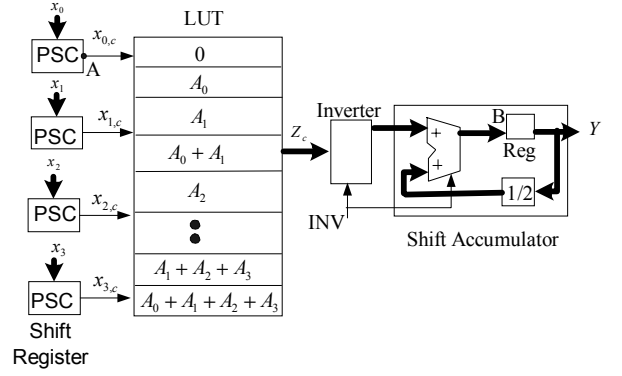 x₀
PSC
x₀,c
A
x₁
PSC
x₁,c
x₂
PSC
x₂,c
x₃
PSC
x₃,c
Shift
Register
LUT
0
A₀
A₁
A₀ + A₁
A₂
A₁ + A₂ + A₃
A₀ + A₁ + A₂ + A₃
Z_c
Inverter
INV
+
+
B
Reg
Y
1/2
Shift Accumulator